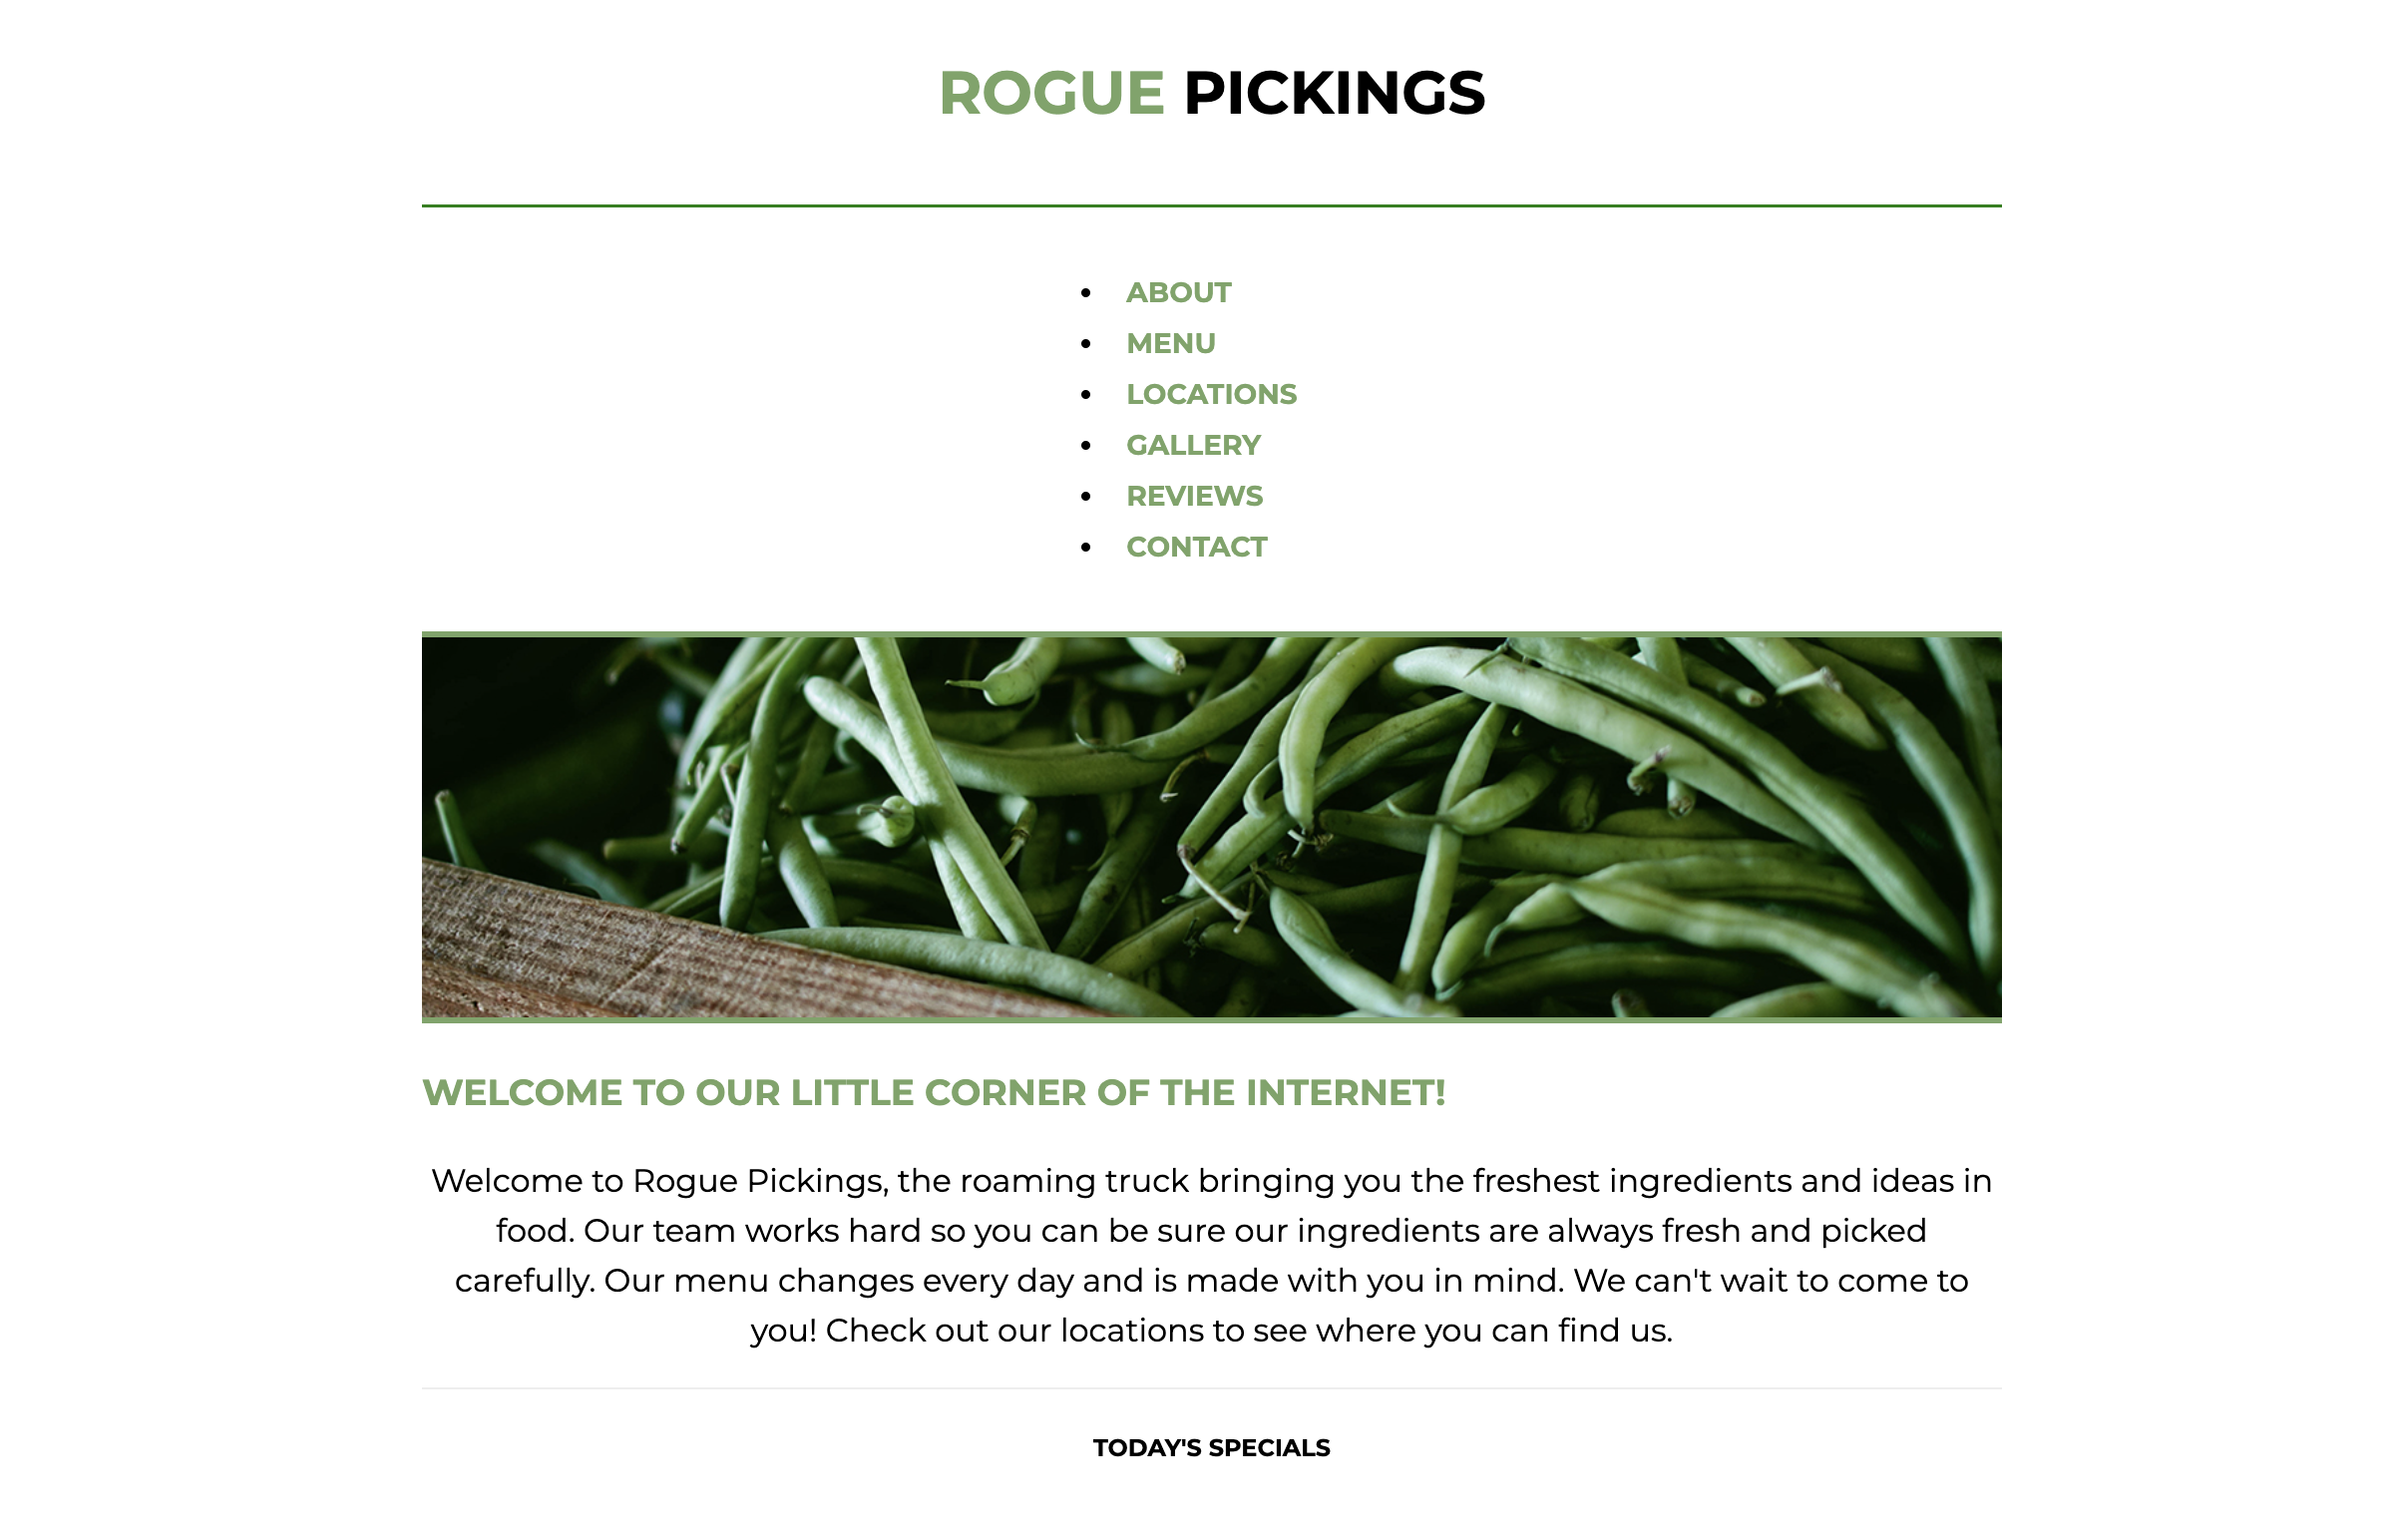 ROGUE PICKINGS
ABOUT
MENU
LOCATIONS
GALLERY
REVIEWS
CONTACT
WELCOME TO OUR LITTLE CORNER OF THE INTERNET!
Welcome to Rogue Pickings, the roaming truck bringing you the freshest ingredients and ideas in
food. Our team works hard so you can be sure our ingredients are always fresh and picked
carefully. Our menu changes every day and is made with you in mind. We can't wait to come to
you! Check out our locations to see where you can find us.
TODAY'S SPECIALS